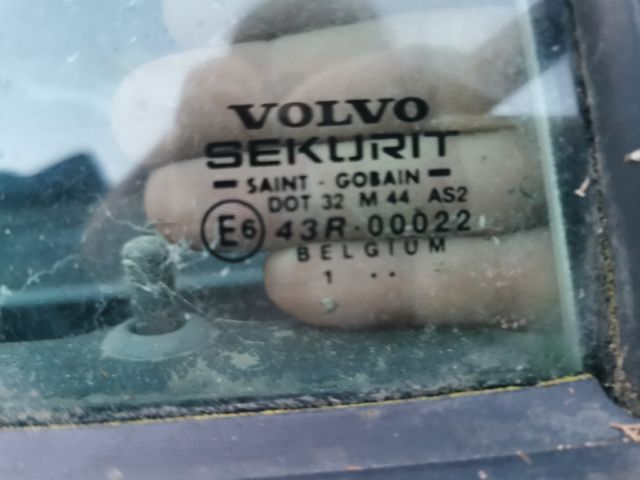 VOLVO
SEKURIT
SAINT - GOBAIN
DOT 32 M 44 AS2
E6 43R-00022
BELGIUM
1 ..